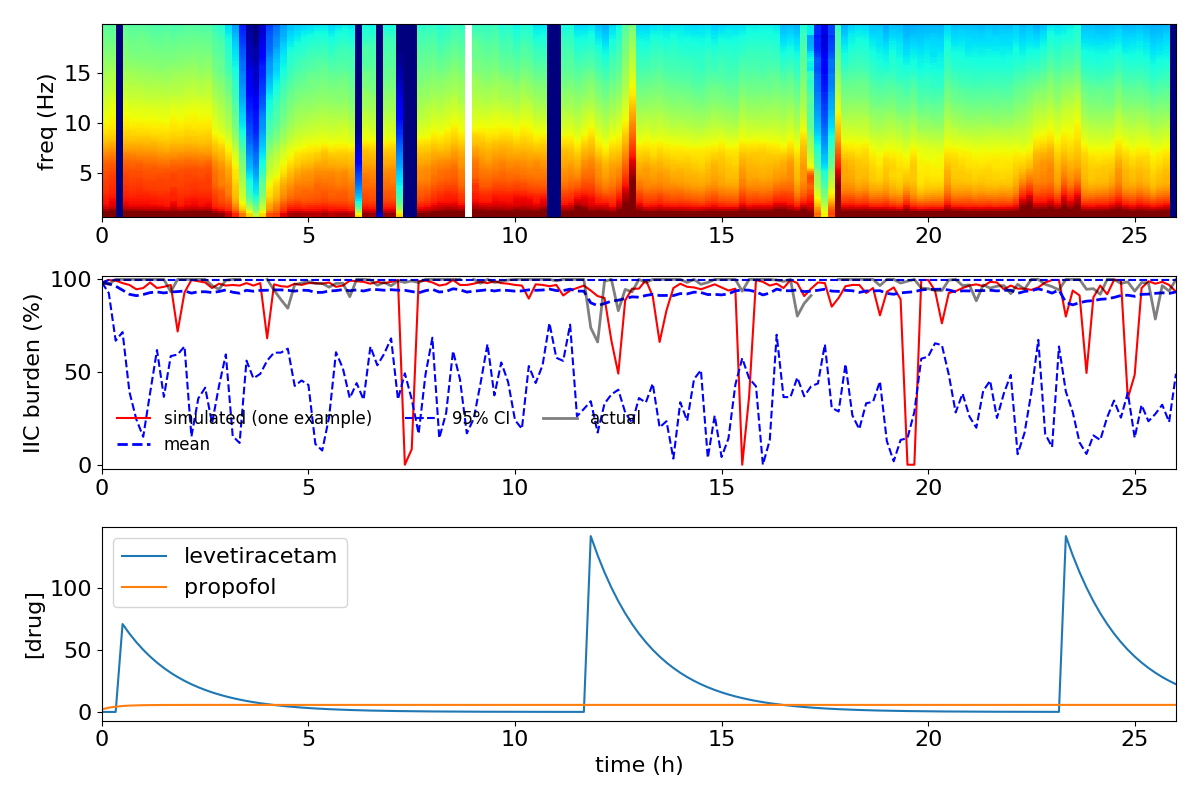 15
10
5
freq (Hz)
0 5 10 15 20 25
100
50
0
IIC burden (%)
simulated (one example) 95% CI actual
mean
0 5 10 15 20 25
levetiracetam
propofol
100
50
0
[drug]
0 5 10 15 20 25
time (h)